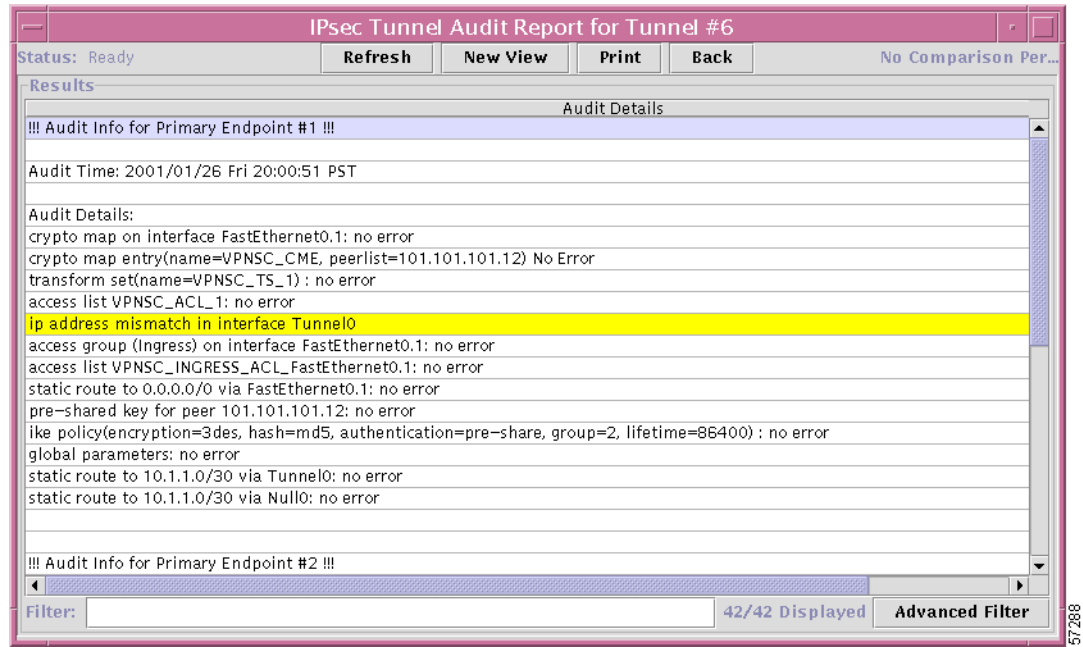 IPsec Tunnel Audit Report for Tunnel #6
Status: Ready Refresh New View Print Back No Comparison Per...
Results
Audit Details
!!! Audit Info for Primary Endpoint #1 !!!
Audit Time: 2001/01/26 Fri 20:00:51 PST
Audit Details:
crypto map on interface FastEthernet0.1: no error
crypto map entry(name=VPNSC_CME, peerlist=101.101.101.12) No Error
transform set(name=VPNSC_TS_1) : no error
access list VPNSC_ACL_1: no error
ip address mismatch in interface Tunnel0
access group (Ingress) on interface FastEthernet0.1: no error
access list VPNSC_INGRESS_ACL_FastEthernet0.1: no error
static route to 0.0.0.0/0 via FastEthernet0.1: no error
pre-shared key for peer 101.101.101.12: no error
ike policy(encryption=3des, hash=md5, authentication=pre-share, group=2, lifetime=86400) : no error
global parameters: no error
static route to 10.1.1.0/30 via Tunnel0: no error
static route to 10.1.1.0/30 via Null0: no error
!!! Audit Info for Primary Endpoint #2 !!!
Filter: 42/42 Displayed Advanced Filter
57288